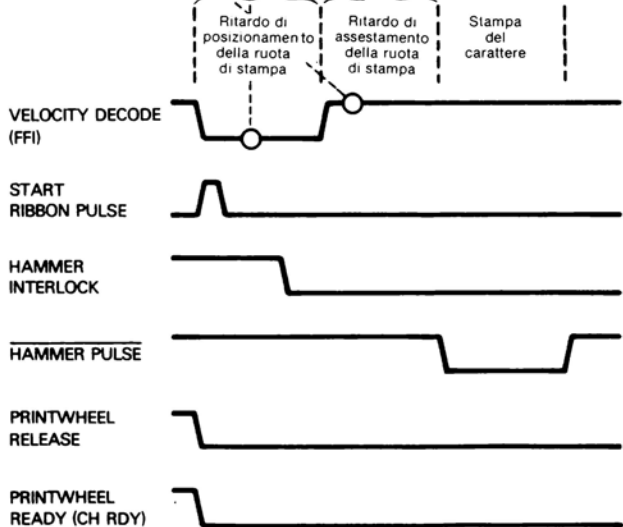 Ritardo di
posizionamento
della ruota
di stampa
Ritardo di
assestamento
della ruota
di stampa
Stampa
del
carattere
VELOCITY DECODE
(FFI)
START
RIBBON PULSE
HAMMER
INTERLOCK
HAMMER PULSE
PRINTWHEEL
RELEASE
PRINTWHEEL
READY (CH RDY)